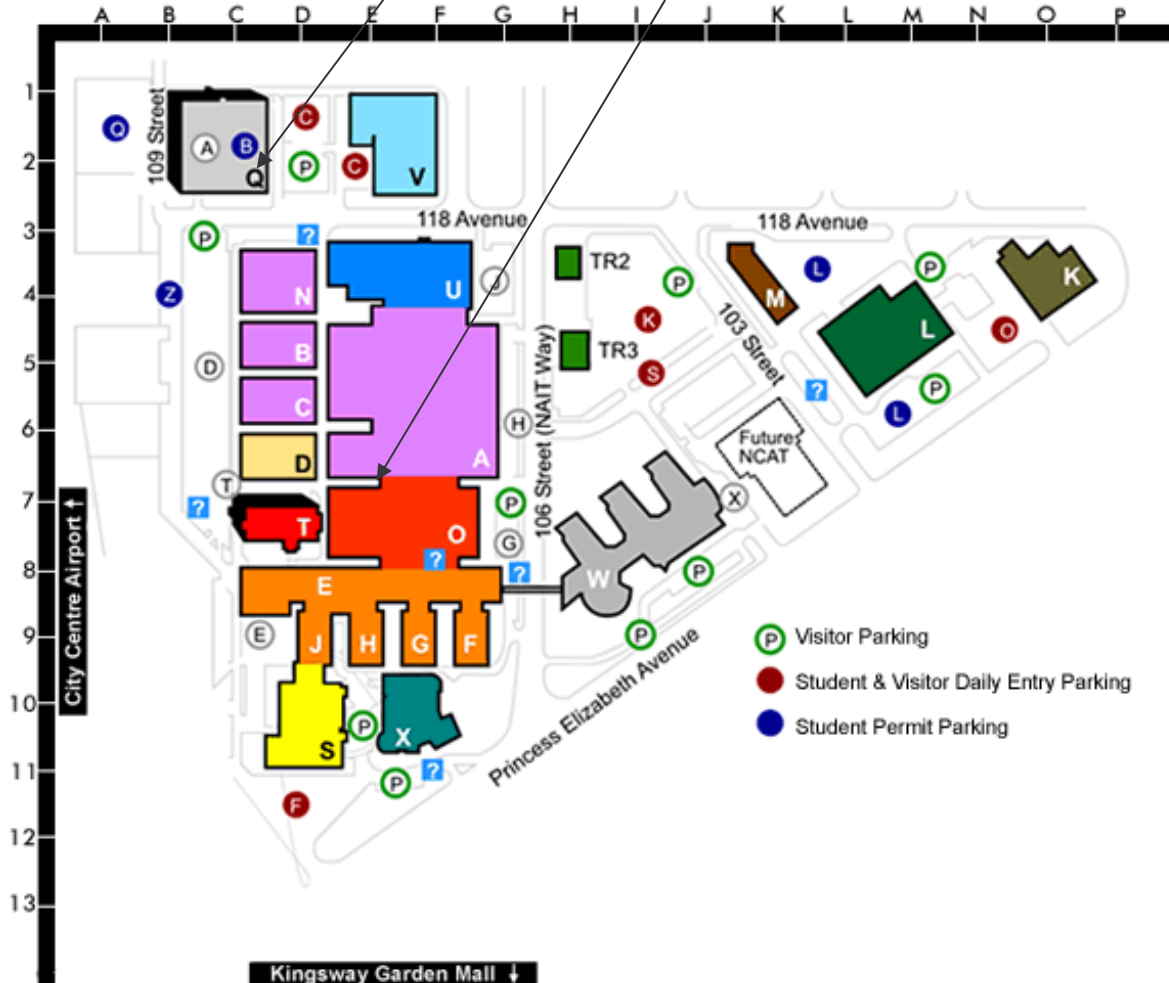 A B C D E F G H I J K L M N O P
1
C
109 Street
Q
A
B
2
P
C
Q
V
3
P
?
118 Avenue
118 Avenue
TR2
L
P
K
4
Z
N
U
J
P
M
K
L
O
5
D
B
106 Street (NAIT Way)
TR3
S
103 Street
?
P
C
L
6
H
D
A
Future
NCAT
7
T
?
T
O
P
X
G
8
?
?
E
W
P
City Centre Airport ↑
9
E
J
H
G
F
P
P Visitor Parking
Student & Visitor Daily Entry Parking
Student Permit Parking
10
P
X
S
Princess Elizabeth Avenue
11
?
P
F
12
13
Kingsway Garden Mall ↓